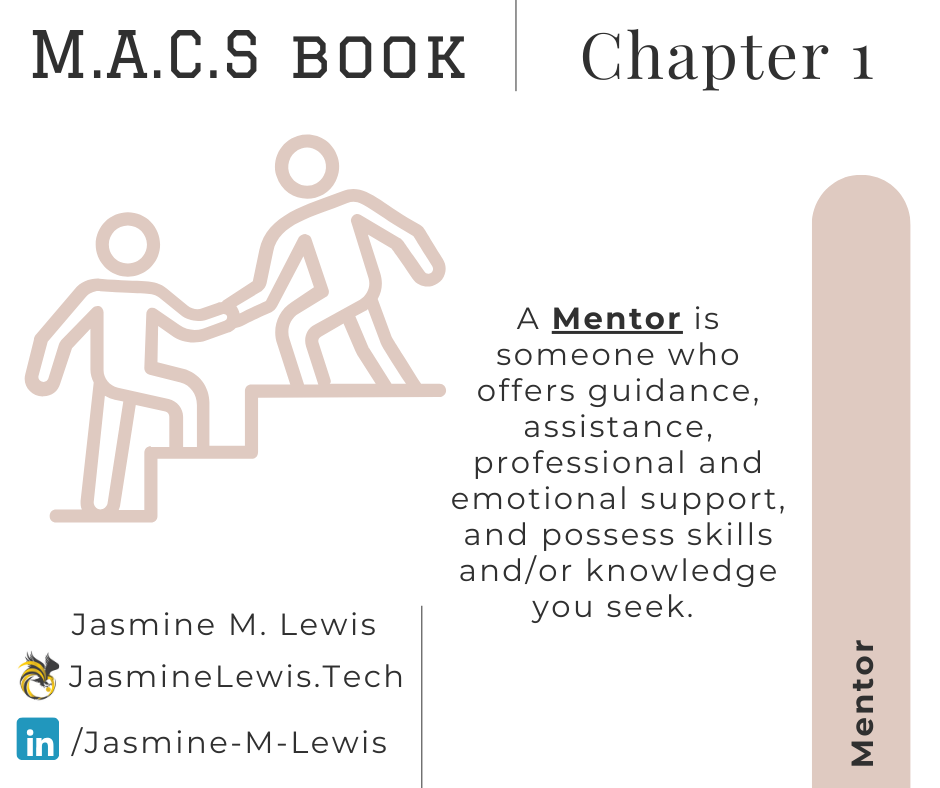 M.A.C.S BOOK
Chapter 1
A Mentor is
someone who
offers guidance,
assistance,
professional and
emotional support,
and possess skills
and/or knowledge
you seek.
Jasmine M. Lewis
JasmineLewis.Tech
in /Jasmine-M-Lewis
Mentor